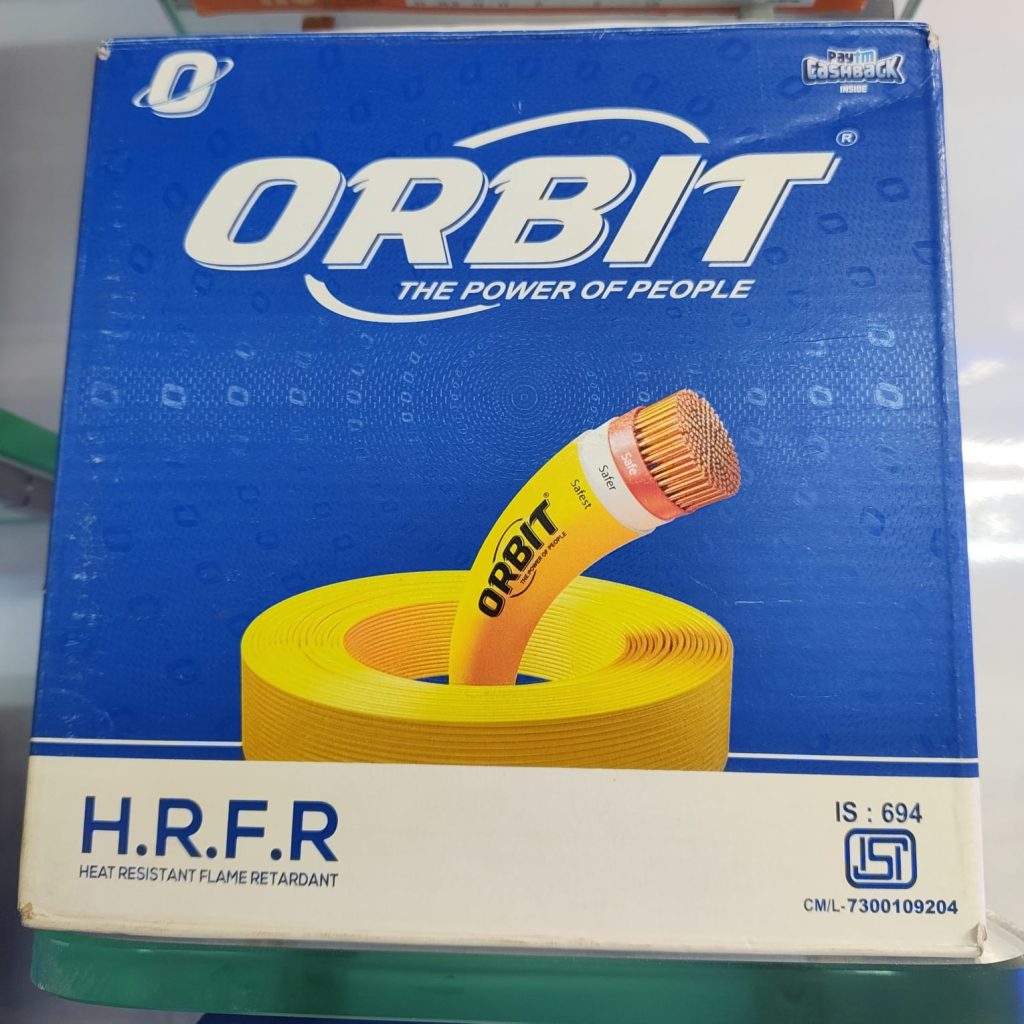 Paytm
CASHBACK
INSIDE
ORBIT®
THE POWER OF PEOPLE
Safe
Safer
Safest
ORBIT®
THE POWER OF PEOPLE
H.R.F.R
HEAT RESISTANT FLAME RETARDANT
IS : 694
ISI
CM/L-7300109204